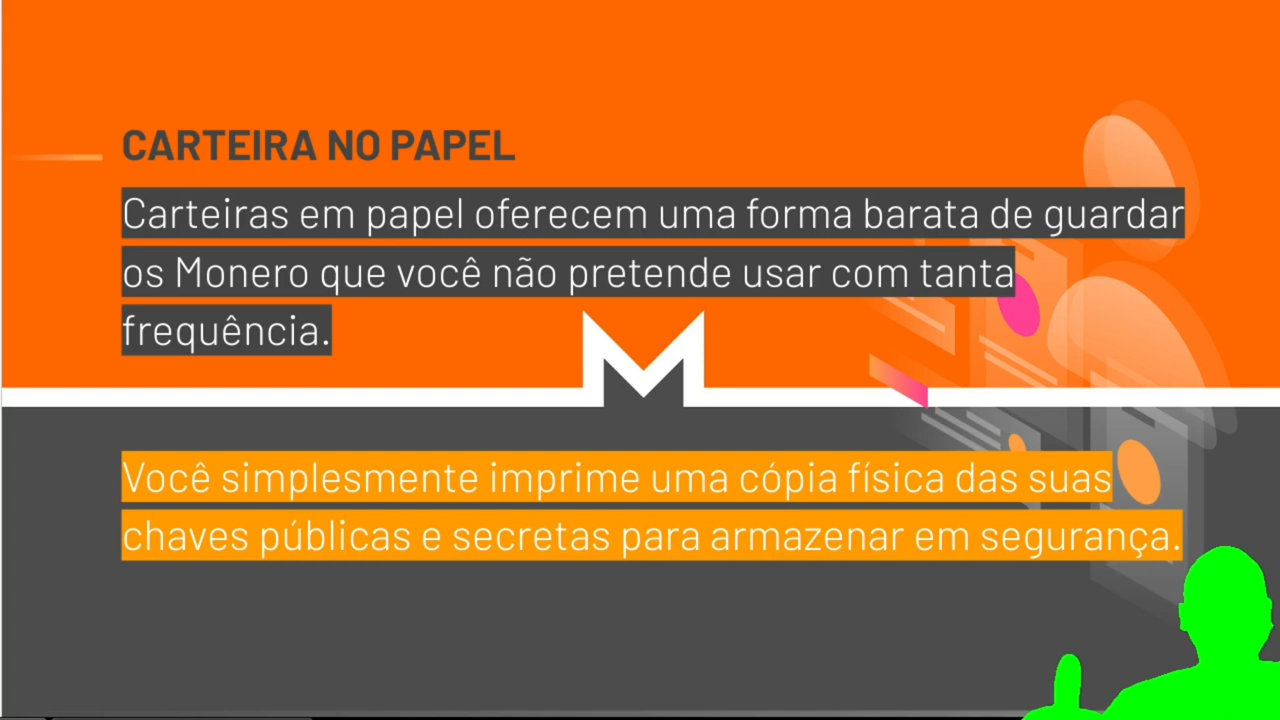 CARTEIRA NO PAPEL
Carteiras em papel oferecem uma forma barata de guardar
os Monero que você não pretende usar com tanta
frequência.
Você simplesmente imprime uma cópia física das suas
chaves públicas e secretas para armazenar em segurança.